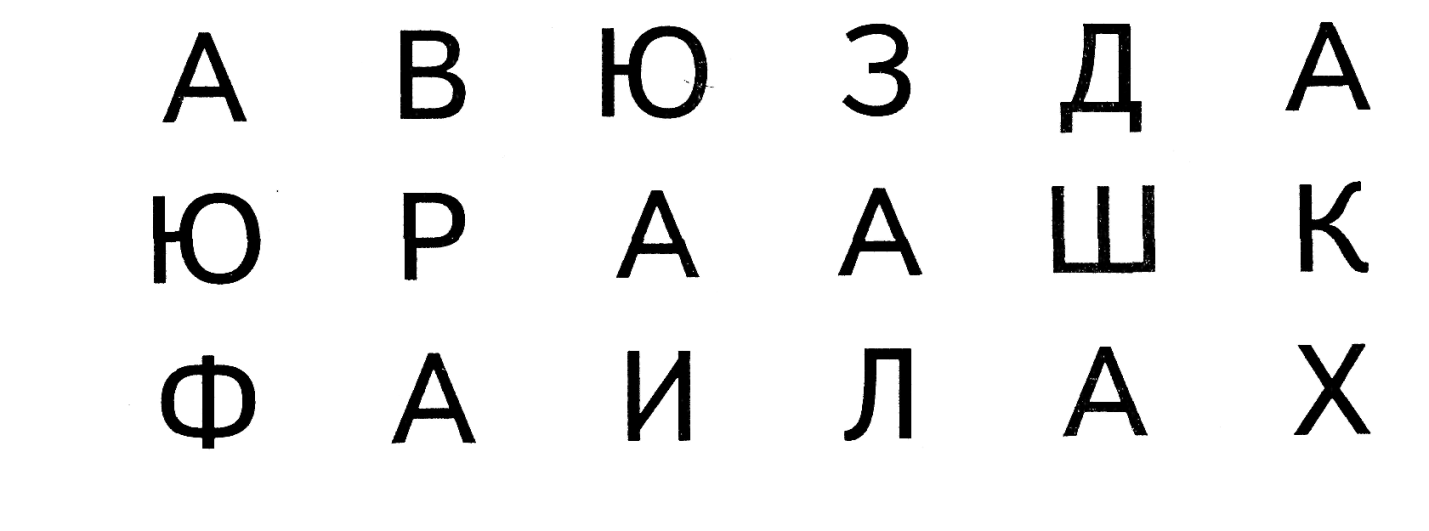 А В Ю З Д А
Ю Р А А Ш К
Ф А И Л А Х